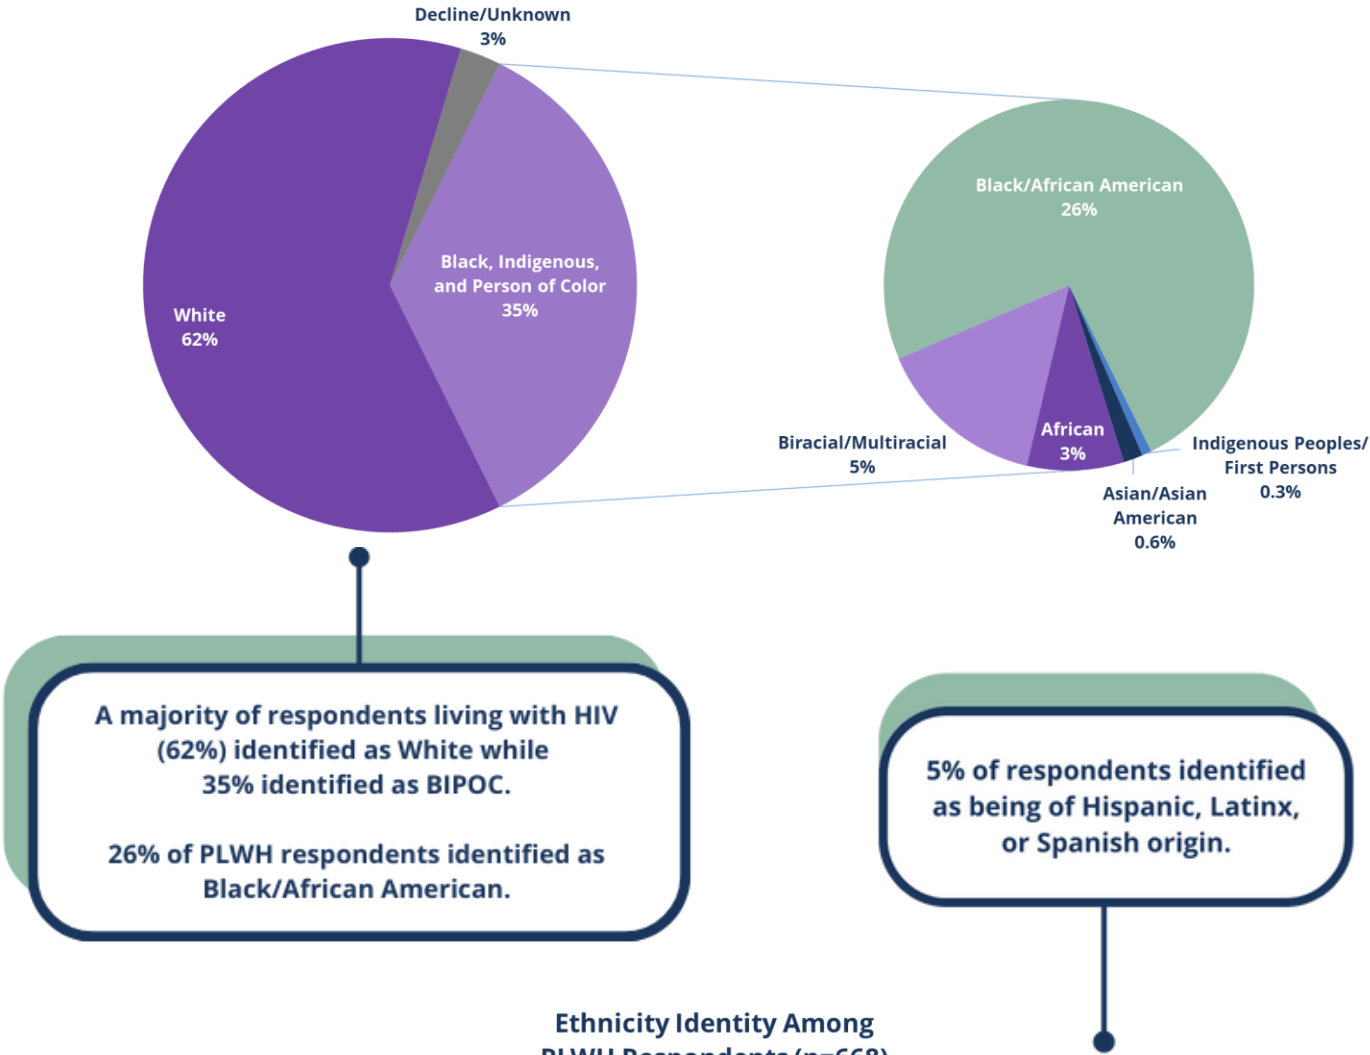 Decline/Unknown
3%
Black, Indigenous,
and Person of Color
35%
White
62%
Black/African American
26%
Biracial/Multiracial
5%
African
3%
Indigenous Peoples/
First Persons
0.3%
Asian/Asian
American
0.6%
A majority of respondents living with HIV
(62%) identified as White while
35% identified as BIPOC.
26% of PLWH respondents identified as
Black/African American.
5% of respondents identified
as being of Hispanic, Latinx,
or Spanish origin.
Ethnicity Identity Among
PLWH Respondents (n=668)